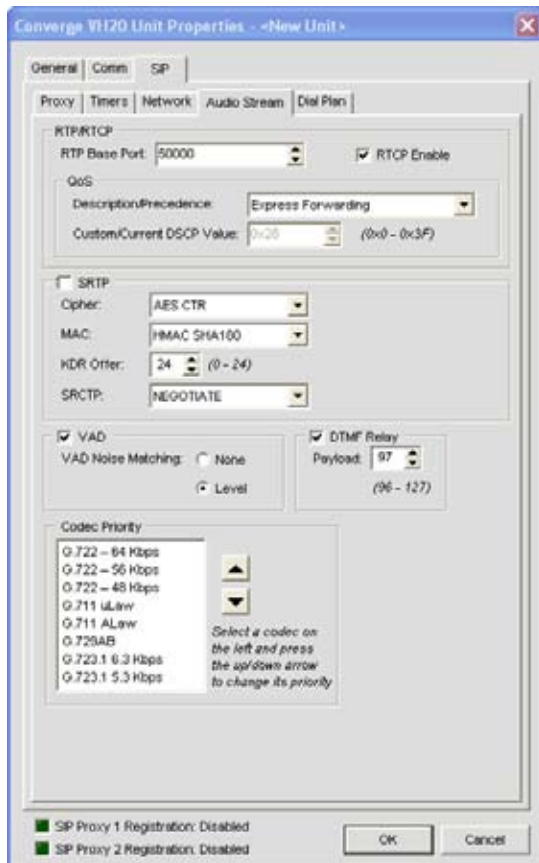 Converge VH20 Unit Properties - <New Unit>
General Comm SIP
Proxy Timers Network Audio Stream Dial Plan
RTP/RTCP
RTP Base Port: 50000 RTCP Enable
QoS
Description/Precedence: Express Forwarding
Custom/Current DSCP Value: 0x28 (0x0 - 0x3F)
SRTP
Cipher: AES CTR
MAC: HMAC SHA180
KDR Offer: 24 (0 - 24)
SRCTP: NEGOTIATE
VAD
VAD Noise Matching: None
Level
DTMF Relay
Payload: 97
(96 - 127)
Codec Priority
G.722 – 64 Kbps
G.722 – 56 Kbps
G.722 – 48 Kbps
G.711 uLaw
G.711 ALaw
G.729AB
G.723.1 6.3 Kbps
G.723.1 5.3 Kbps
Select a codec on
the left and press
the up/down arrow
to change its priority
SIP Proxy 1 Registration: Disabled
SIP Proxy 2 Registration: Disabled
OK Cancel